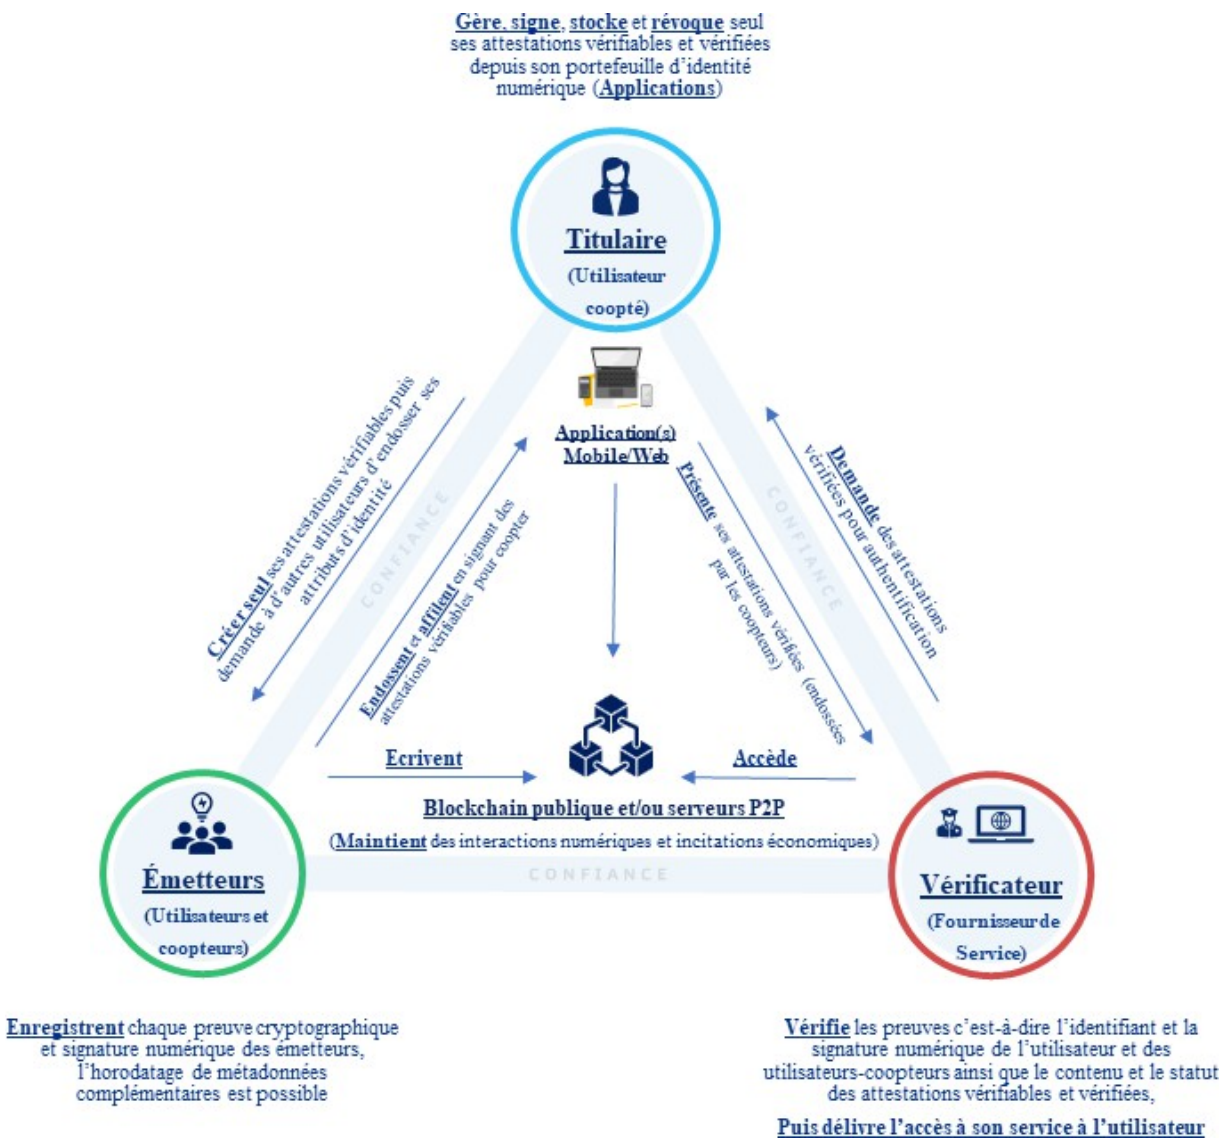 Gère, signe, stocke et révoque seul
ses attestations vérifiables et vérifiées
depuis son portefeuille d'identité
numérique (Applications)
Titulaire
(Utilisateur
coopté)
Application(s)
Mobile/Web
Créer seul ses attestations vérifiables puis
demande à d'autres utilisateurs d'endosser ses
attributs d'identité
CONFIANCE
Endossent et affilent en signant des
attestations vérifiables pour coopter
Présente ses attestations vérifiées (endossées
par les coopteurs)
CONFIANCE
Demande des attestations
vérifiées pour authentification
Ecrivent
Accède
Blockchain publique et/ou serveurs P2P
(Maintient des interactions numériques et incitations économiques)
CONFIANCE
Émetteurs
(Utilisateurs et
coopteurs)
Vérificateur
(Fournisseur de
Service)
Enregistrent chaque preuve cryptographique
et signature numérique des émetteurs,
l'horodatage de métadonnées
complémentaires est possible
Vérifie les preuves c'est-à-dire l'identifiant et la
signature numérique de l'utilisateur et des
utilisateurs-coopteurs ainsi que le contenu et le statut
des attestations vérifiables et vérifiées,
Puis délivre l'accès à son service à l'utilisateur